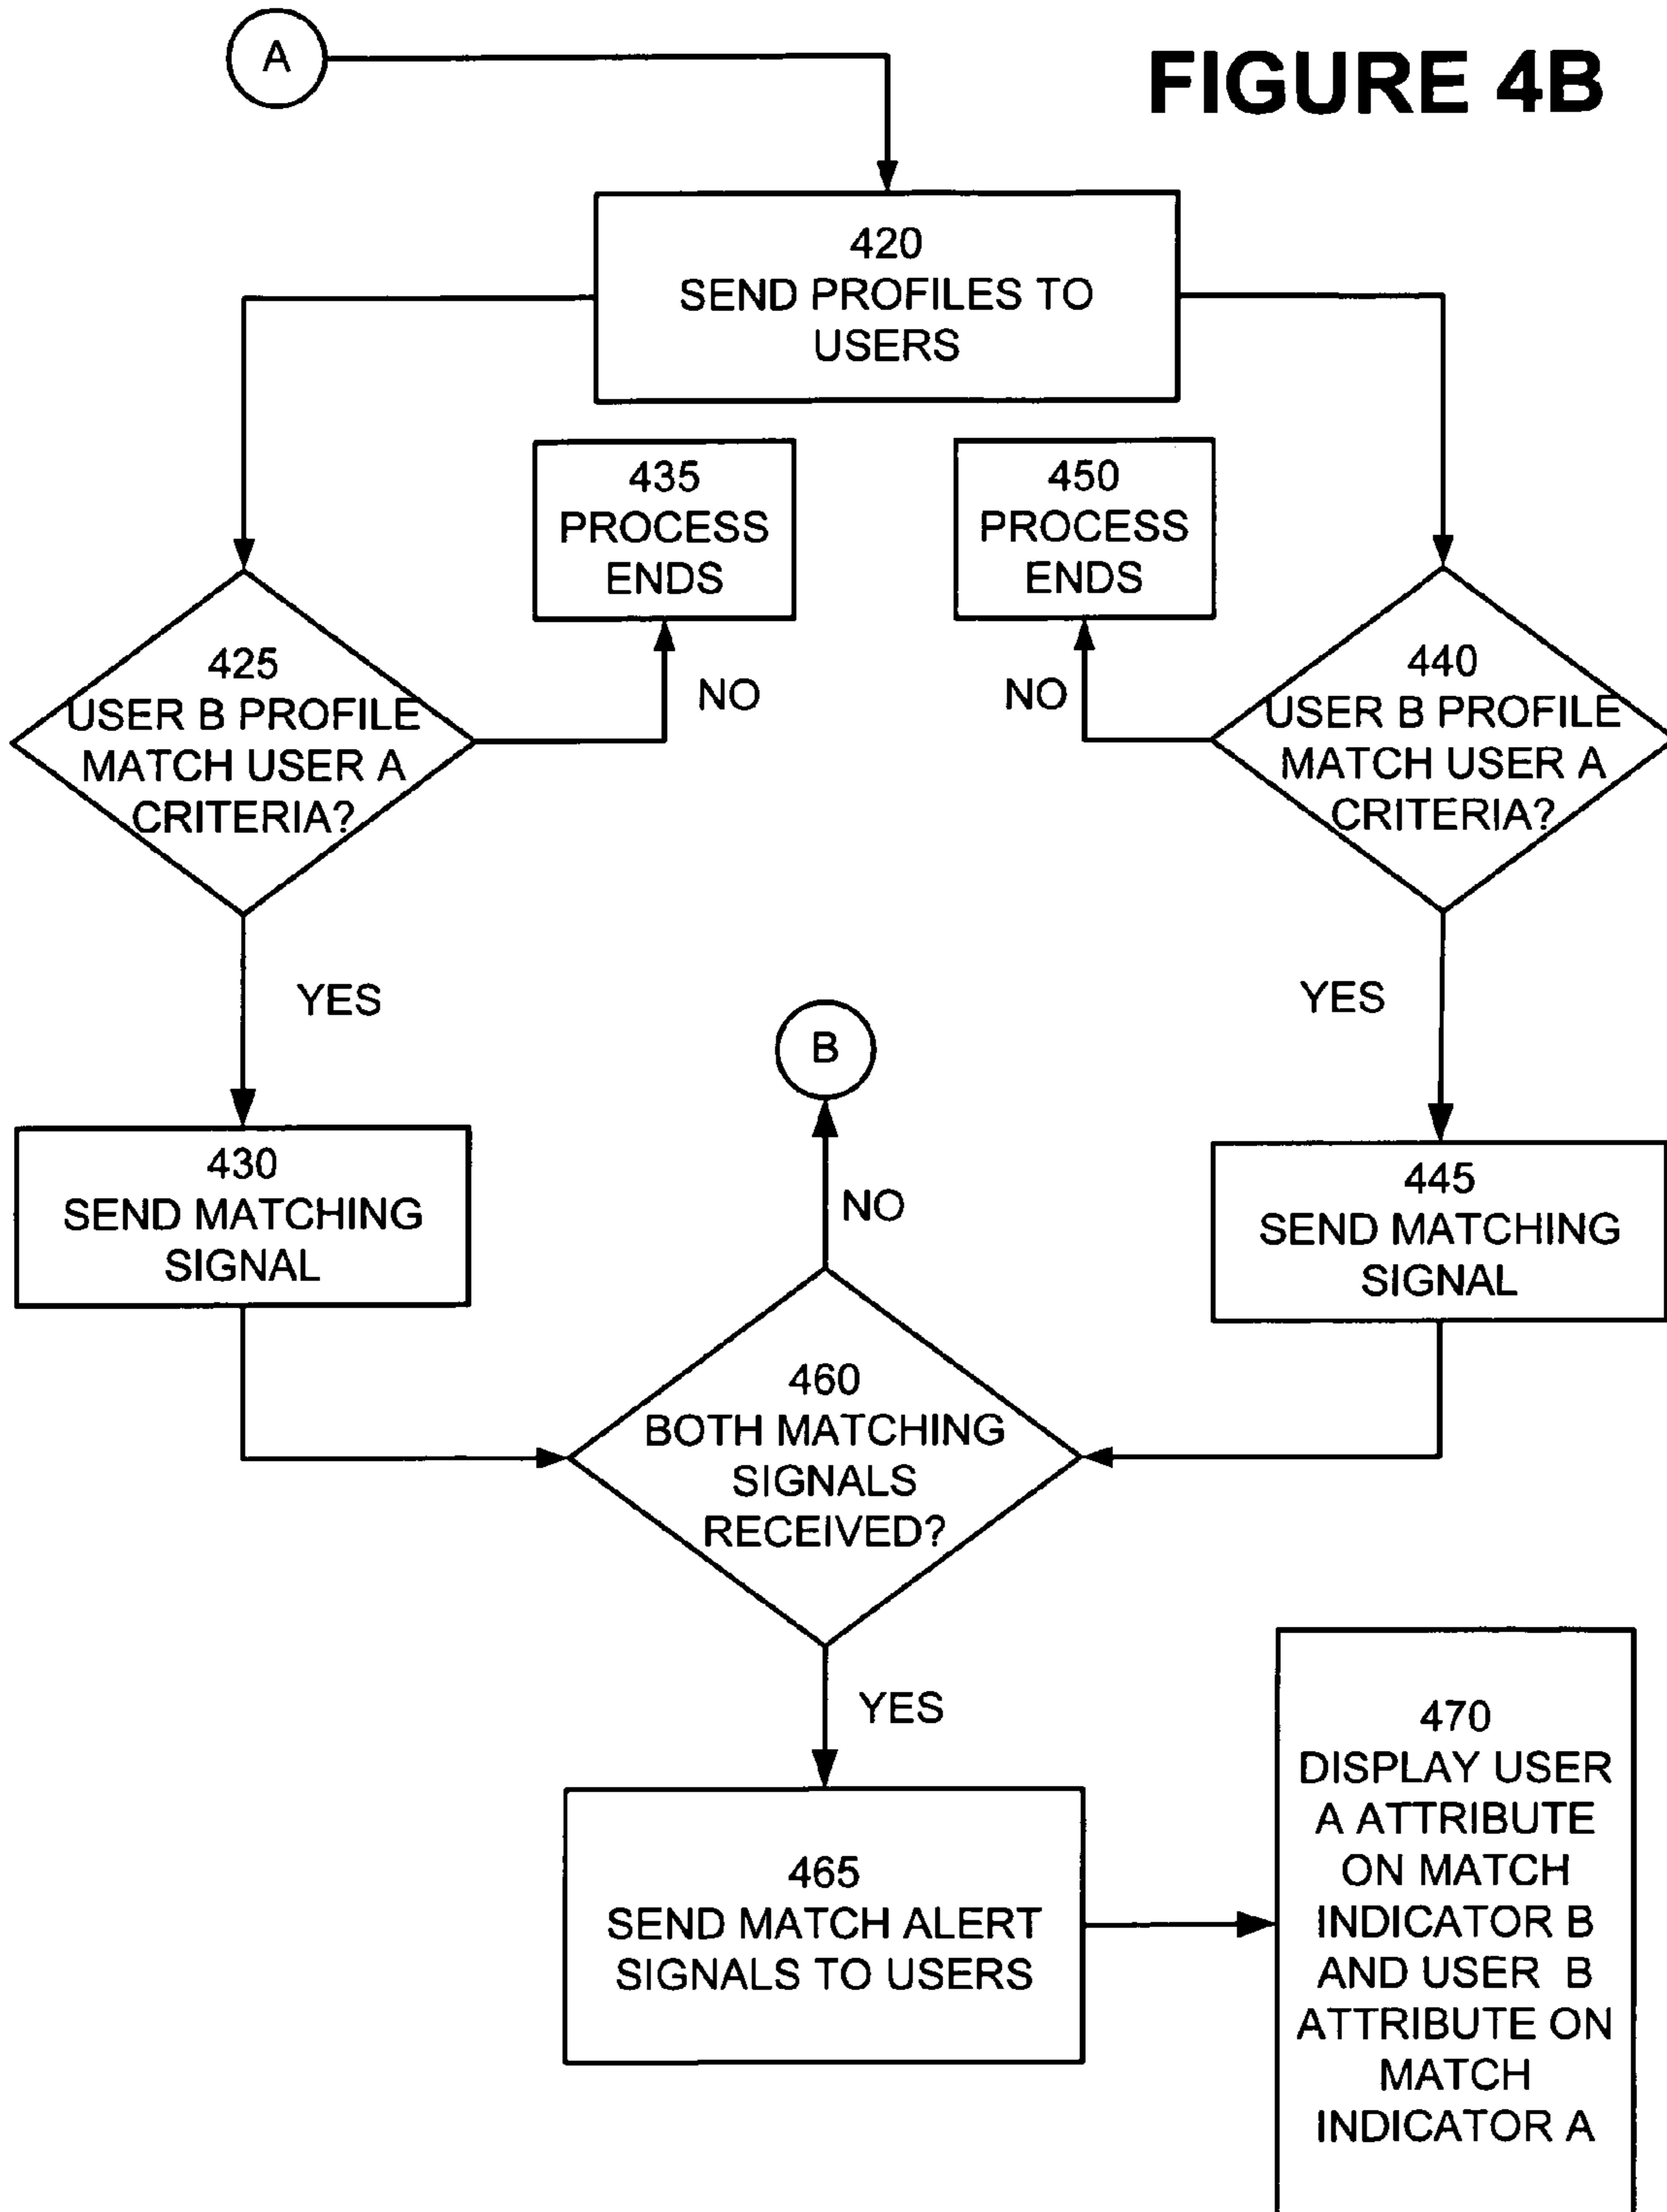 A
FIGURE 4B
420
SEND PROFILES TO
USERS
435
PROCESS
ENDS
450
PROCESS
ENDS
425
USER B PROFILE
MATCH USER A
CRITERIA?
NO
NO
440
USER B PROFILE
MATCH USER A
CRITERIA?
YES
YES
B
430
SEND MATCHING
SIGNAL
NO
445
SEND MATCHING
SIGNAL
460
BOTH MATCHING
SIGNALS
RECEIVED?
YES
465
SEND MATCH ALERT
SIGNALS TO USERS
470
DISPLAY USER
A ATTRIBUTE
ON MATCH
INDICATOR B
AND USER B
ATTRIBUTE ON
MATCH
INDICATOR A